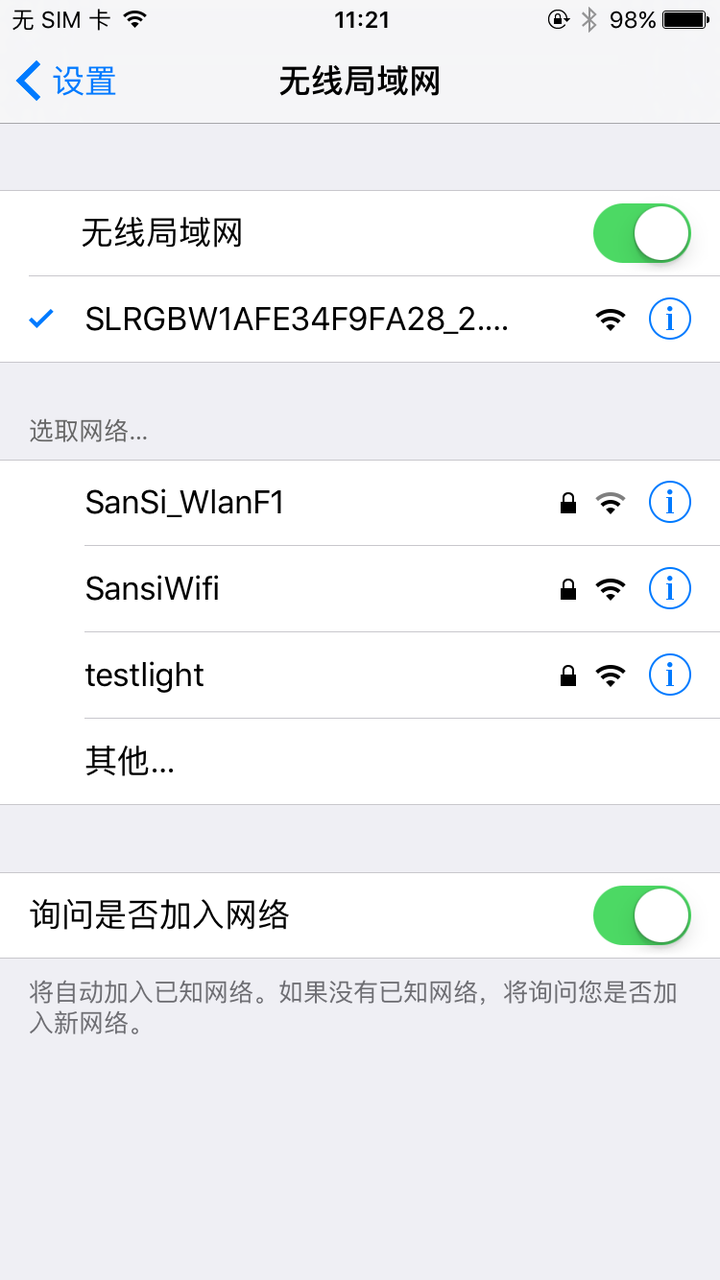 无 SIM 卡 11:21 98%
设置 无线局域网
无线局域网
SLRGBW1AFE34F9FA28_2....
选取网络...
SanSi_WlanF1
SansiWifi
testlight
其他...
询问是否加入网络
将自动加入已知网络。如果没有已知网络，将询问您是否加
入新网络。